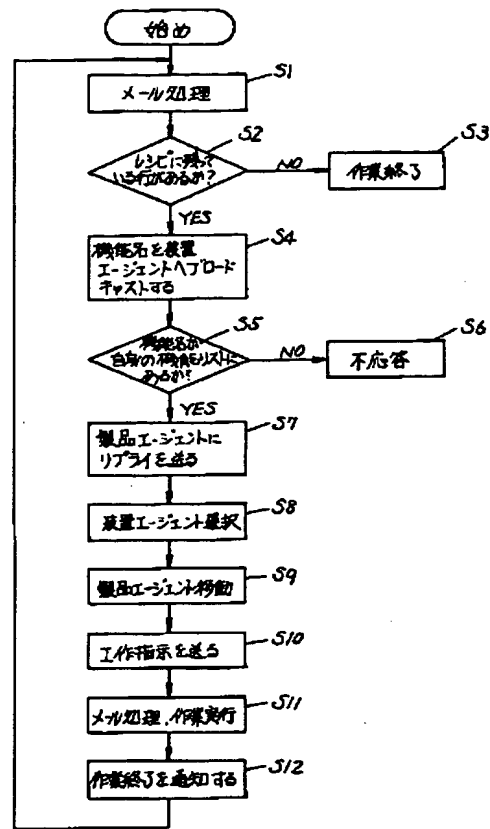 始め
S1
メール処理
S2
レシピに残って
いる行があるか?
NO
S3
作業終了
YES
S4
機能名を装置
エージェントへブロード
キャストする
S5
機能名が
自身の機能リストに
あるか?
NO
S6
不応答
YES
S7
製品エージェントに
リプライを送る
S8
装置エージェント選択
S9
製品エージェント移動
S10
工作指示を送る
S11
メール処理、作業実行
S12
作業終了を通知する